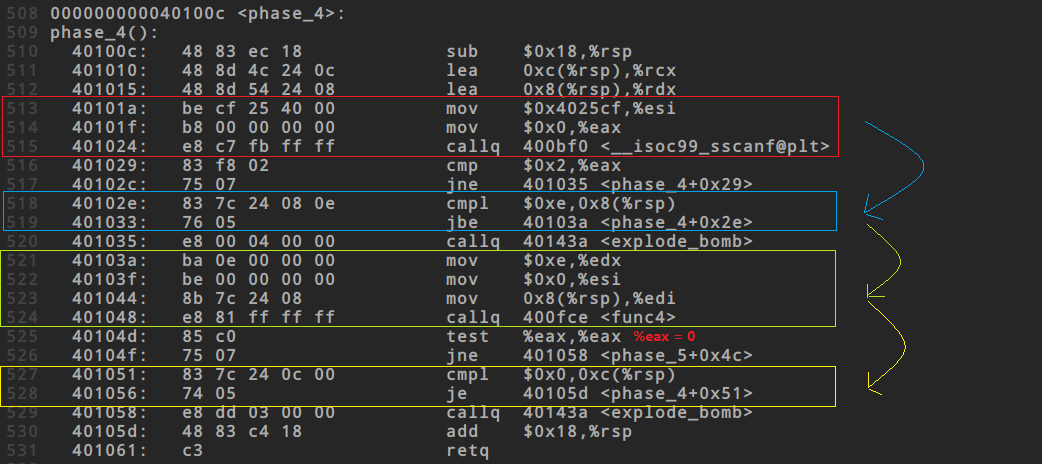 508 000000000040100c <phase_4>:
509 phase_4():
510 40100c: 48 83 ec 18 sub $0x18,%rsp
511 401010: 48 8d 4c 24 0c lea 0xc(%rsp),%rcx
512 401015: 48 8d 54 24 08 lea 0x8(%rsp),%rdx
513 40101a: be cf 25 40 00 mov $0x4025cf,%esi
514 40101f: b8 00 00 00 00 mov $0x0,%eax
515 401024: e8 c7 fb ff ff callq 400bf0 <__isoc99_sscanf@plt>
516 401029: 83 f8 02 cmp $0x2,%eax
517 40102c: 75 07 jne 401035 <phase_4+0x29>
518 40102e: 83 7c 24 08 0e cmpl $0xe,0x8(%rsp)
519 401033: 76 05 jbe 40103a <phase_4+0x2e>
520 401035: e8 00 04 00 00 callq 40143a <explode_bomb>
521 40103a: ba 0e 00 00 00 mov $0xe,%edx
522 40103f: be 00 00 00 00 mov $0x0,%esi
523 401044: 8b 7c 24 08 mov 0x8(%rsp),%edi
524 401048: e8 81 ff ff ff callq 400fce <func4>
525 40104d: 85 c0 test %eax,%eax %eax = 0
526 40104f: 75 07 jne 401058 <phase_5+0x4c>
527 401051: 83 7c 24 0c 00 cmpl $0x0,0xc(%rsp)
528 401056: 74 05 je 40105d <phase_4+0x51>
529 401058: e8 dd 03 00 00 callq 40143a <explode_bomb>
530 40105d: 48 83 c4 18 add $0x18,%rsp
531 401061: c3 retq